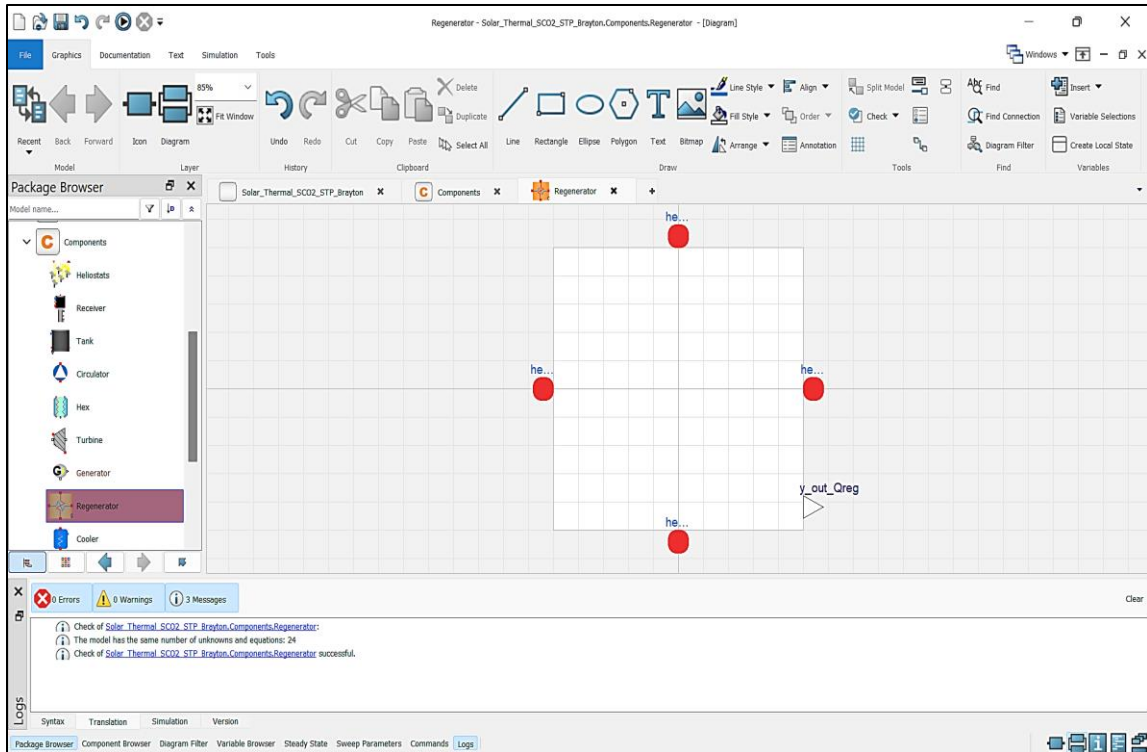 Regenerator - Solar_Thermal_SCO2_STP_Brayton.Components.Regenerator - [Diagram]
File Graphics Documentation Text Simulation Tools Windows
85%
Fit Window
Delete
Duplicate
Select All
Line Style Align
Fill Style Order
Arrange Annotation
Split Model
Check
Abc Find
Find Connection
Diagram Filter
Insert
Variable Selections
Create Local State
Recent Back Forward Icon Diagram Undo Redo Cut Copy Paste Line Rectangle Ellipse Polygon Text Bitmap
Model Layer History Clipboard Draw Tools Find Variables
Package Browser
Model name...
Solar_Thermal_SCO2_STP_Brayton
C Components
Regenerator
C Components
Heliostats
Receiver
Tank
Circulator
Hex
Turbine
G Generator
Regenerator
Cooler
he...
he...
he...
y_out_Qreg
he...
0 Errors 0 Warnings 3 Messages Clear
Check of Solar_Thermal_SCO2_STP_Brayton.Components.Regenerator:
The model has the same number of unknowns and equations: 24
Check of Solar_Thermal_SCO2_STP_Brayton.Components.Regenerator successful.
Logs
Syntax Translation Simulation Version
Package Browser Component Browser Diagram Filter Variable Browser Steady State Sweep Parameters Commands Logs